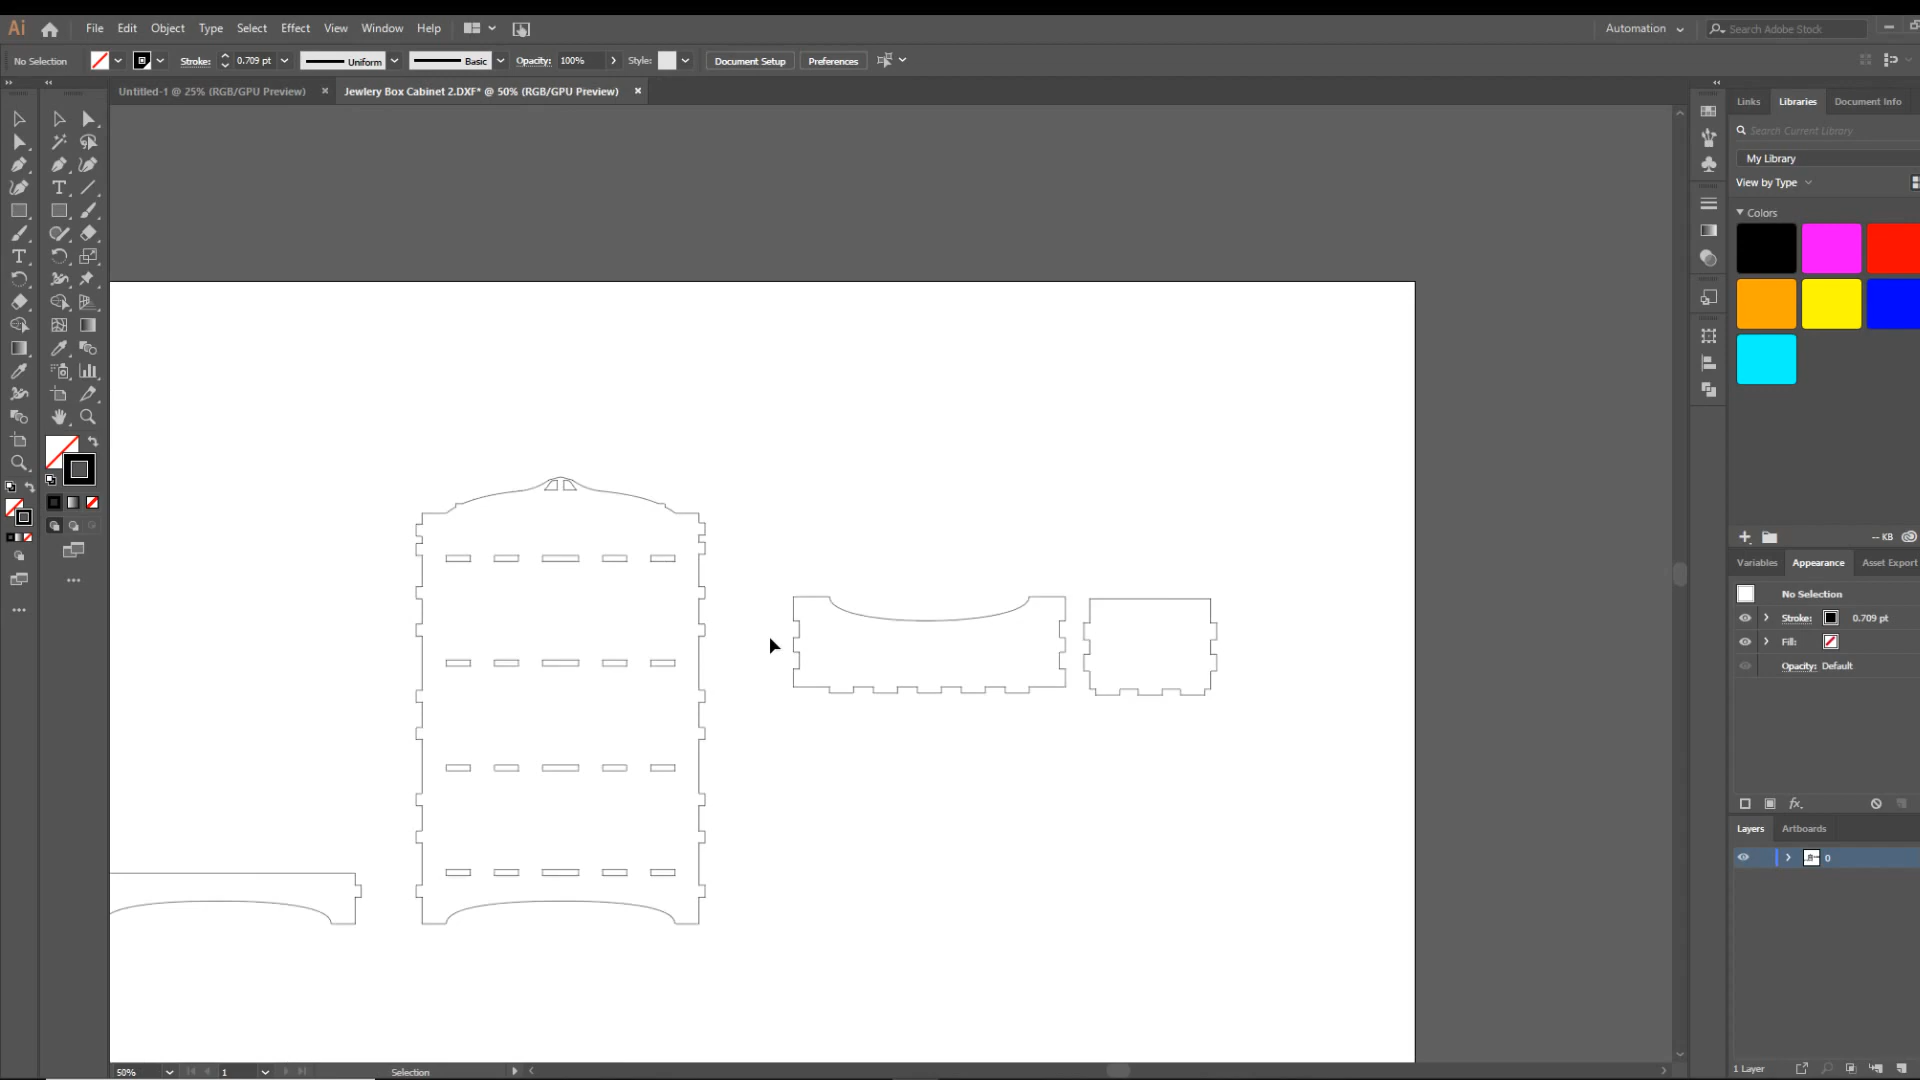 Ai File Edit Object Type Select Effect View Window Help Automation Search Adobe Stock
No Selection Stroke: 0.709 pt Uniform Basic Opacity: 100% Style: Document Setup Preferences
Untitled-1 @ 25% (RGB/GPU Preview) × Jewlery Box Cabinet 2.DXF* @ 50% (RGB/GPU Preview) ×
Links Libraries Document Info
Search Current Library
My Library
View by Type
Colors
-- KB
Variables Appearance Asset Export
No Selection
Stroke: 0.709 pt
Fill:
Opacity: Default
fx
Layers Artboards
0
50% 1 Selection
1 Layer